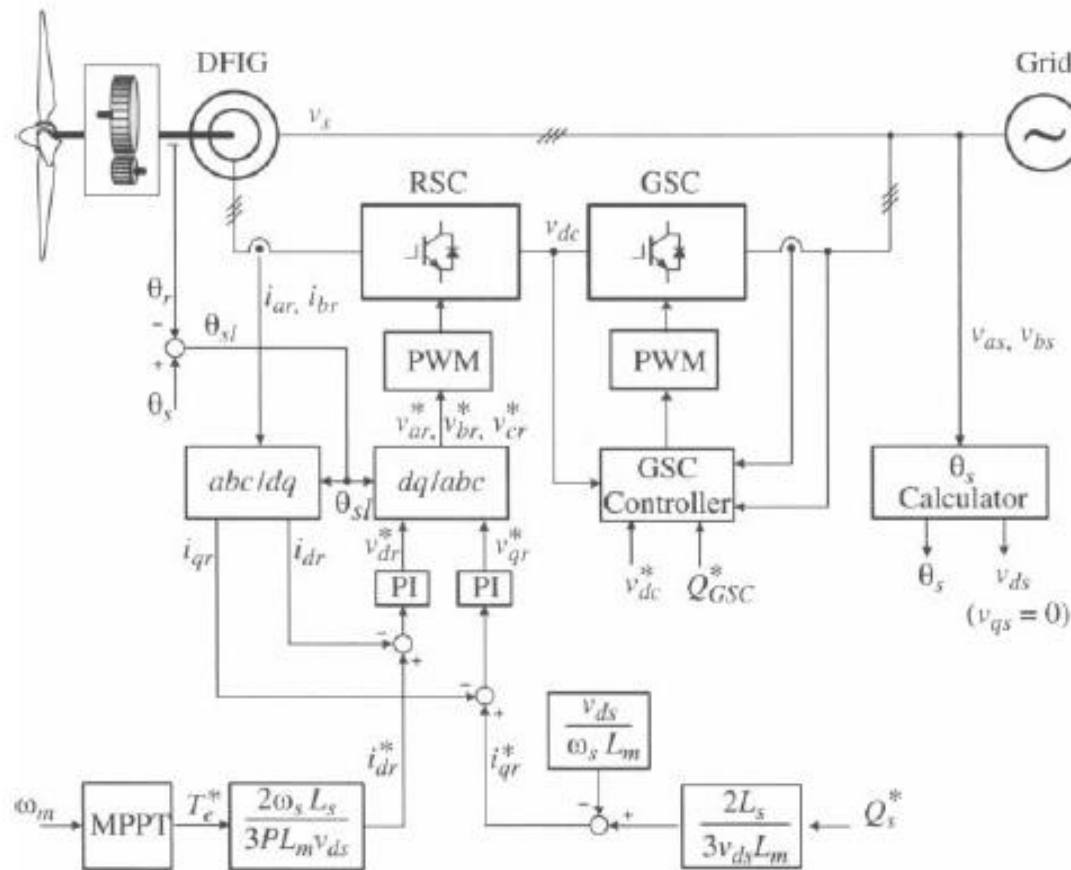 DFIG
Grid
v_s
RSC
GSC
v_dc
θ_r
i_ar, i_br
θ_sl
−
+
θ_s
PWM
PWM
v_as, v_bs
v*_ar, v*_br, v*_cr
abc/dq
θ_sl
dq/abc
GSC
Controller
θ_s
Calculator
i_qr
i_dr
v*_dr
v*_qr
PI
PI
v*_dc
Q*_GSC
θ_s
v_ds
(v_qs = 0)
−
+
−
+
v_ds
ω_s L_m
i*_dr
i*_qr
ω_m
MPPT
T*_e
2ω_s L_s
3PL_m v_ds
−
+
2L_s
3v_ds L_m
Q*_s